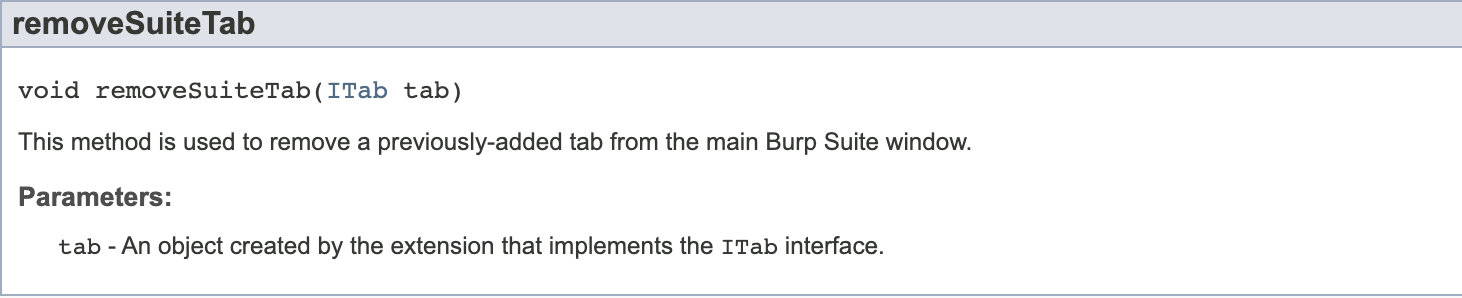 removeSuiteTab
void removeSuiteTab(ITab tab)
This method is used to remove a previously-added tab from the main Burp Suite window.
Parameters:
tab - An object created by the extension that implements the ITab interface.